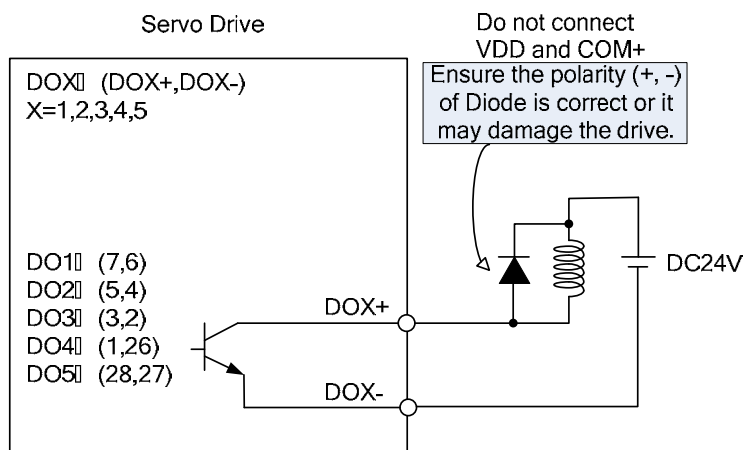 Servo Drive
Do not connect
VDD and COM+
Ensure the polarity (+, -)
of Diode is correct or it
may damage the drive.
DOX▯ (DOX+,DOX-)
X=1,2,3,4,5
DO1▯ (7,6)
DO2▯ (5,4)
DO3▯ (3,2)
DO4▯ (1,26)
DO5▯ (28,27)
DOX+
DOX-
DC24V